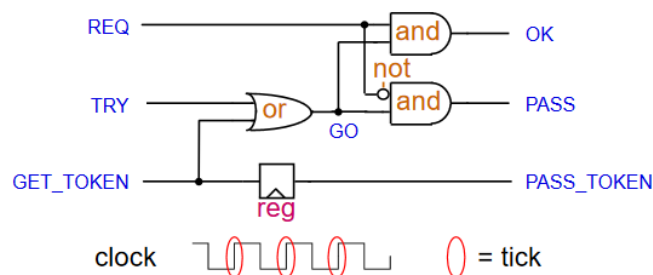 REQ
and
OK
not
TRY
or
and
PASS
GO
GET_TOKEN
PASS_TOKEN
reg
clock
= tick